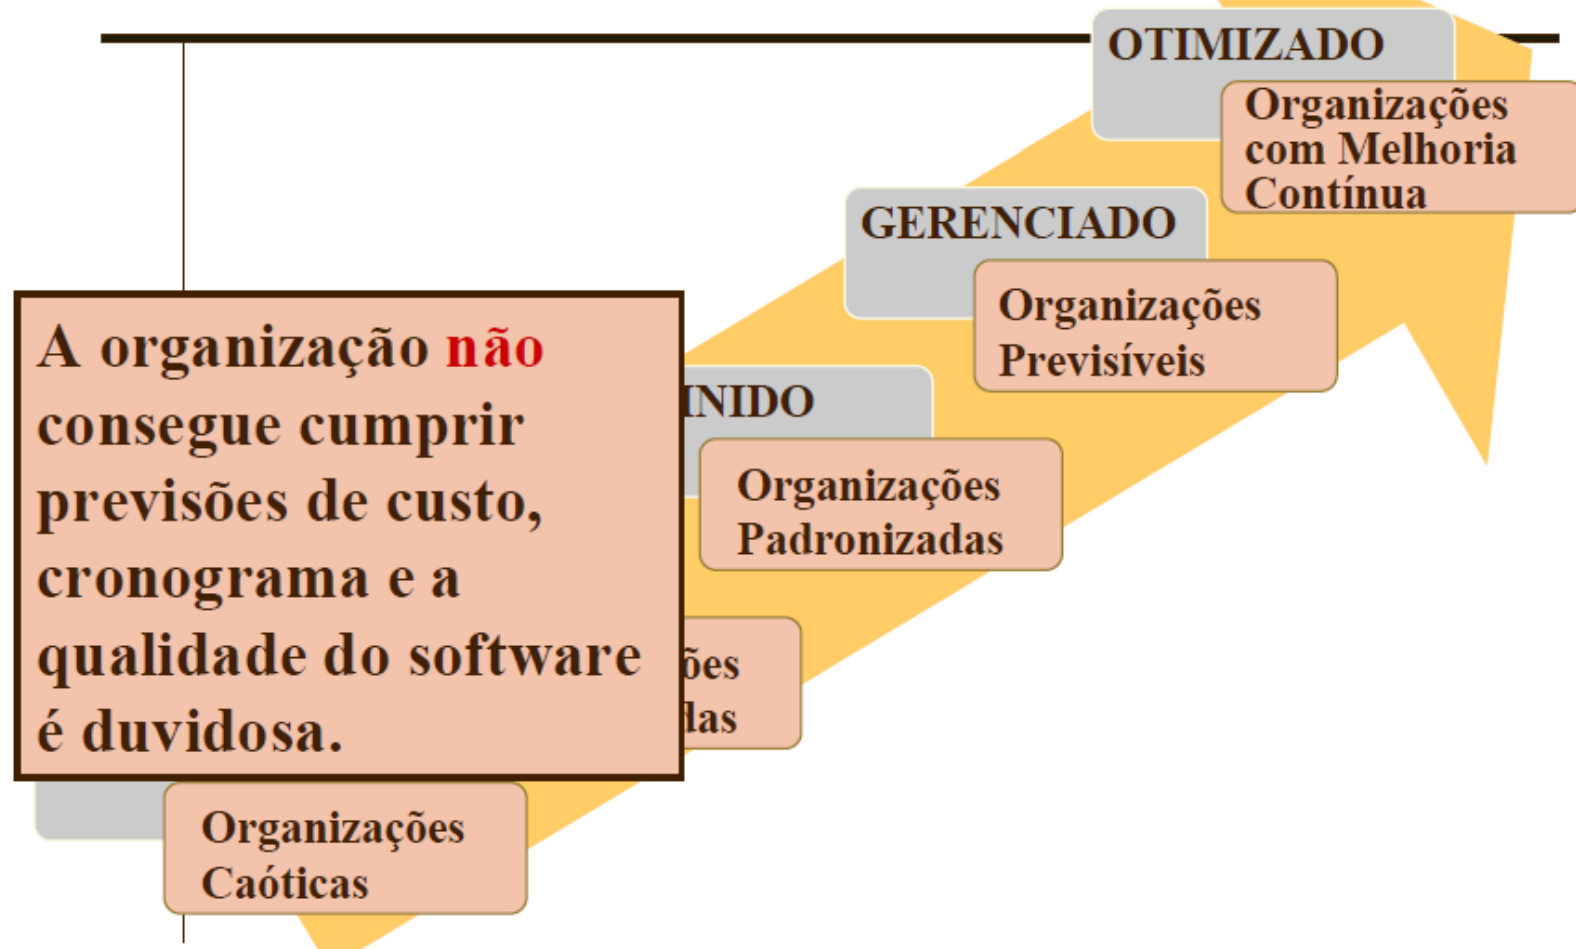 OTIMIZADO
Organizações
com Melhoria
Contínua
GERENCIADO
Organizações
Previsíveis
A organização não
consegue cumprir
previsões de custo,
cronograma e a
qualidade do software
é duvidosa.
INIDO
Organizações
Padronizadas
ões
das
Organizações
Caóticas